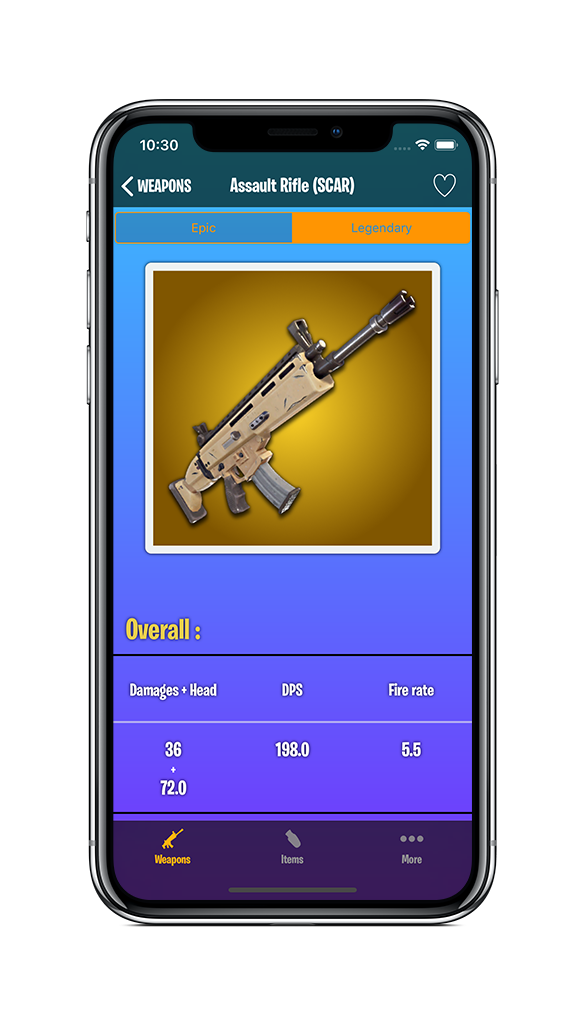 10:30
WEAPONS Assault Rifle (SCAR)
Epic Legendary
Overall :
Damages + Head DPS Fire rate
36 198.0 5.5
+
72.0
Weapons Items More